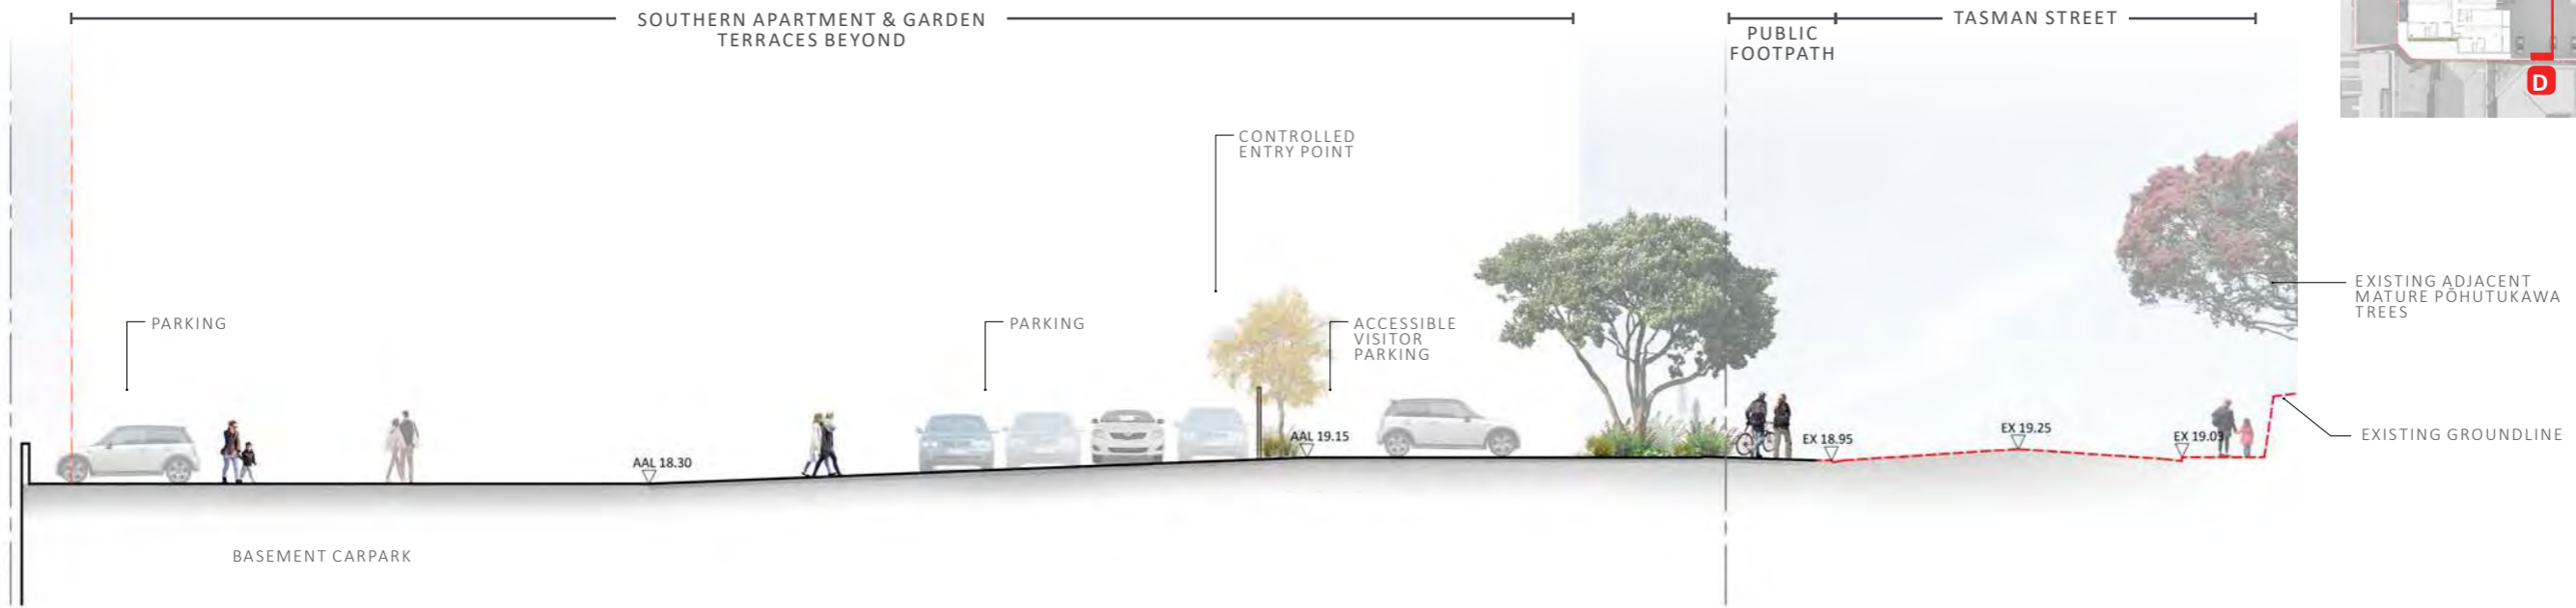 SOUTHERN APARTMENT & GARDEN
TERRACES BEYOND
PUBLIC
FOOTPATH
TASMAN STREET
D
CONTROLLED
ENTRY POINT
PARKING
PARKING
ACCESSIBLE
VISITOR
PARKING
EXISTING ADJACENT
MATURE PŌHUTUKAWA
TREES
AAL 18.30
AAL 19.15
EX 18.95
EX 19.25
EX 19.03
EXISTING GROUNDLINE
BASEMENT CARPARK